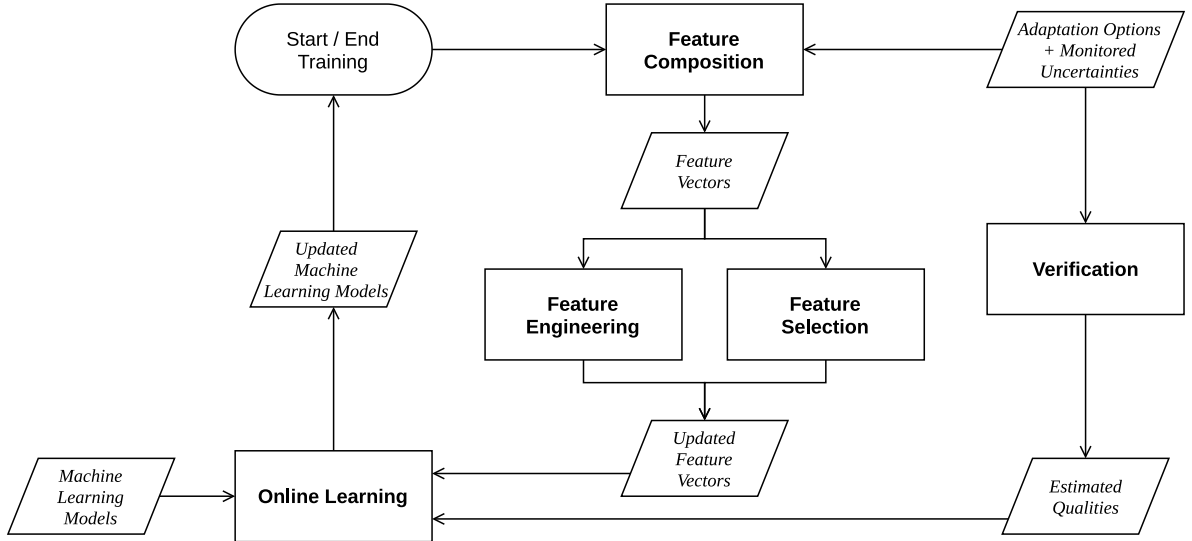 Start / End
Training
Feature
Composition
Adaptation Options
+ Monitored
Uncertainties
Feature
Vectors
Updated
Machine
Learning Models
Feature
Engineering
Feature
Selection
Verification
Machine
Learning
Models
Online Learning
Updated
Feature
Vectors
Estimated
Qualities